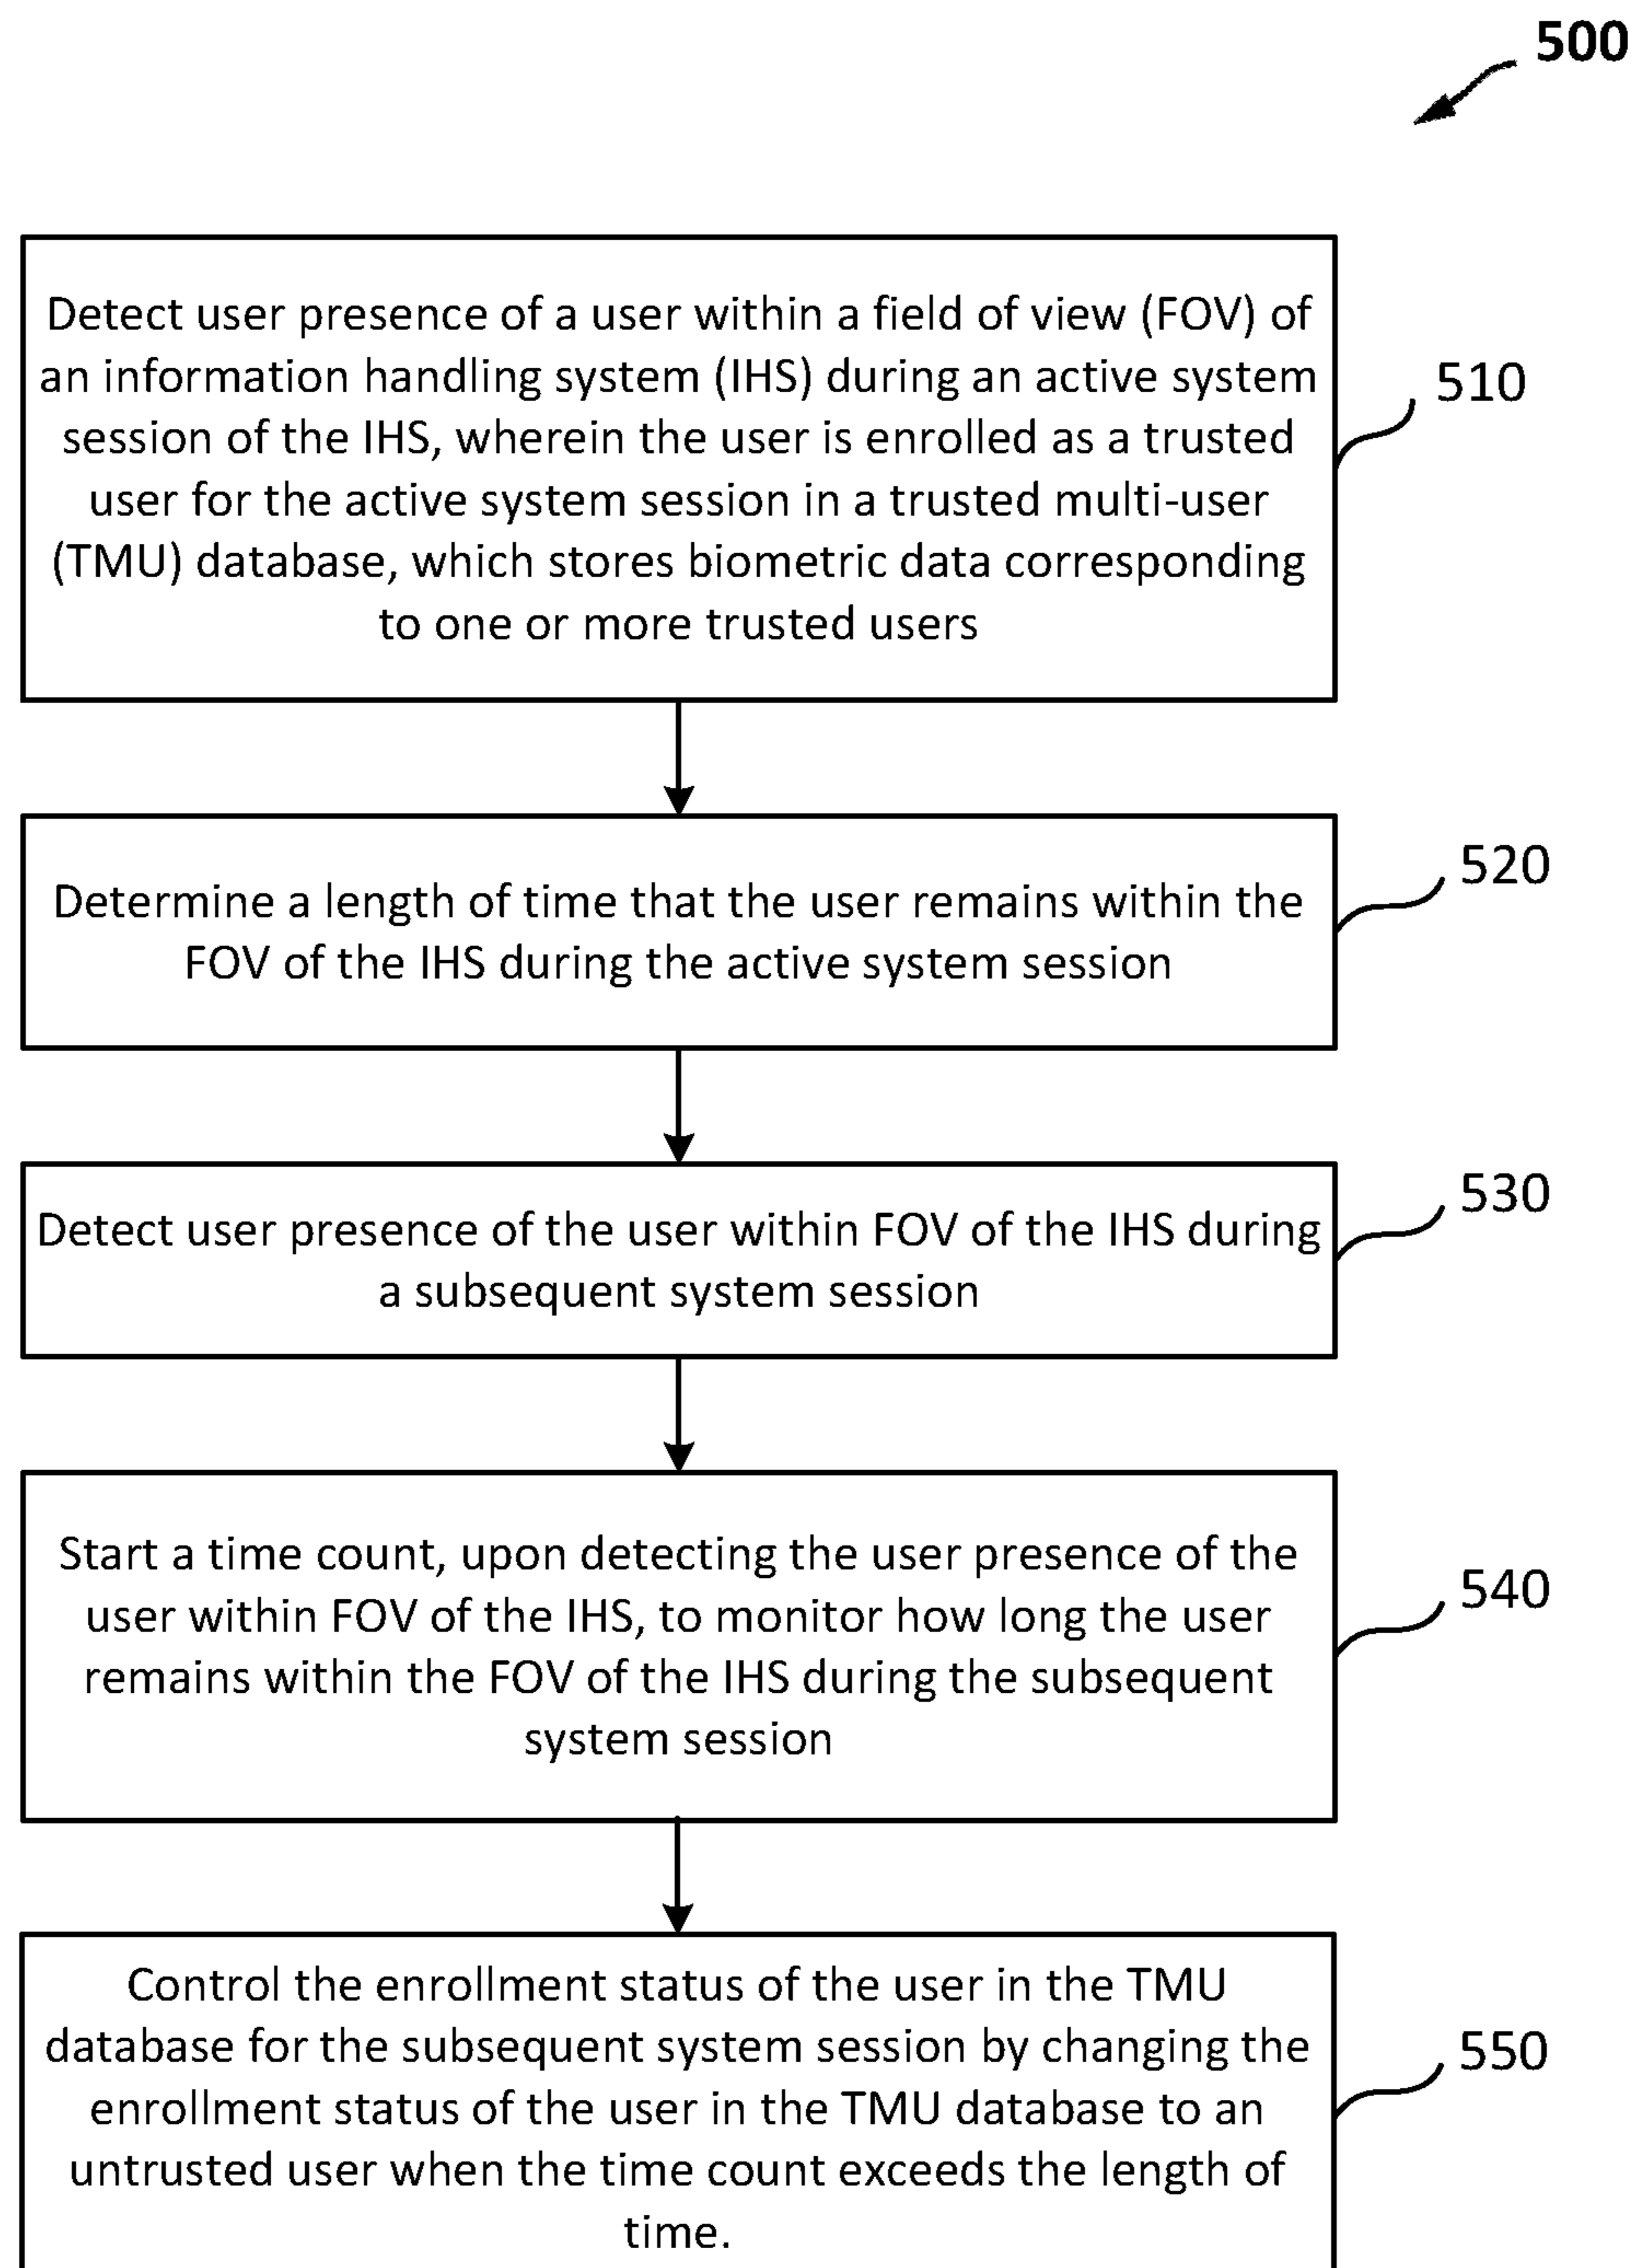 500
Detect user presence of a user within a field of view (FOV) of
an information handling system (IHS) during an active system
session of the IHS, wherein the user is enrolled as a trusted
user for the active system session in a trusted multi-user
(TMU) database, which stores biometric data corresponding
to one or more trusted users
510
Determine a length of time that the user remains within the
FOV of the IHS during the active system session
520
Detect user presence of the user within FOV of the IHS during
a subsequent system session
530
Start a time count, upon detecting the user presence of the
user within FOV of the IHS, to monitor how long the user
remains within the FOV of the IHS during the subsequent
system session
540
Control the enrollment status of the user in the TMU
database for the subsequent system session by changing the
enrollment status of the user in the TMU database to an
untrusted user when the time count exceeds the length of
time.
550